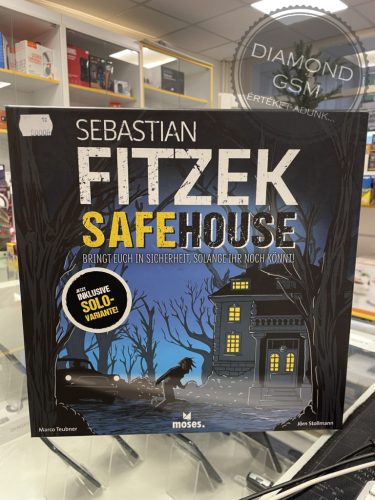 DIAMOND
GSM
ÉRTÉKET ADUNK...
SEBASTIAN
FITZEK
SAFEHOUSE
BRINGT EUCH IN SICHERHEIT, SOLANGE IHR NOCH KÖNNT!
JETZT
INKLUSIVE
SOLO-
VARIANTE!
Marco Teubner
moses.
Jörn Stollmann